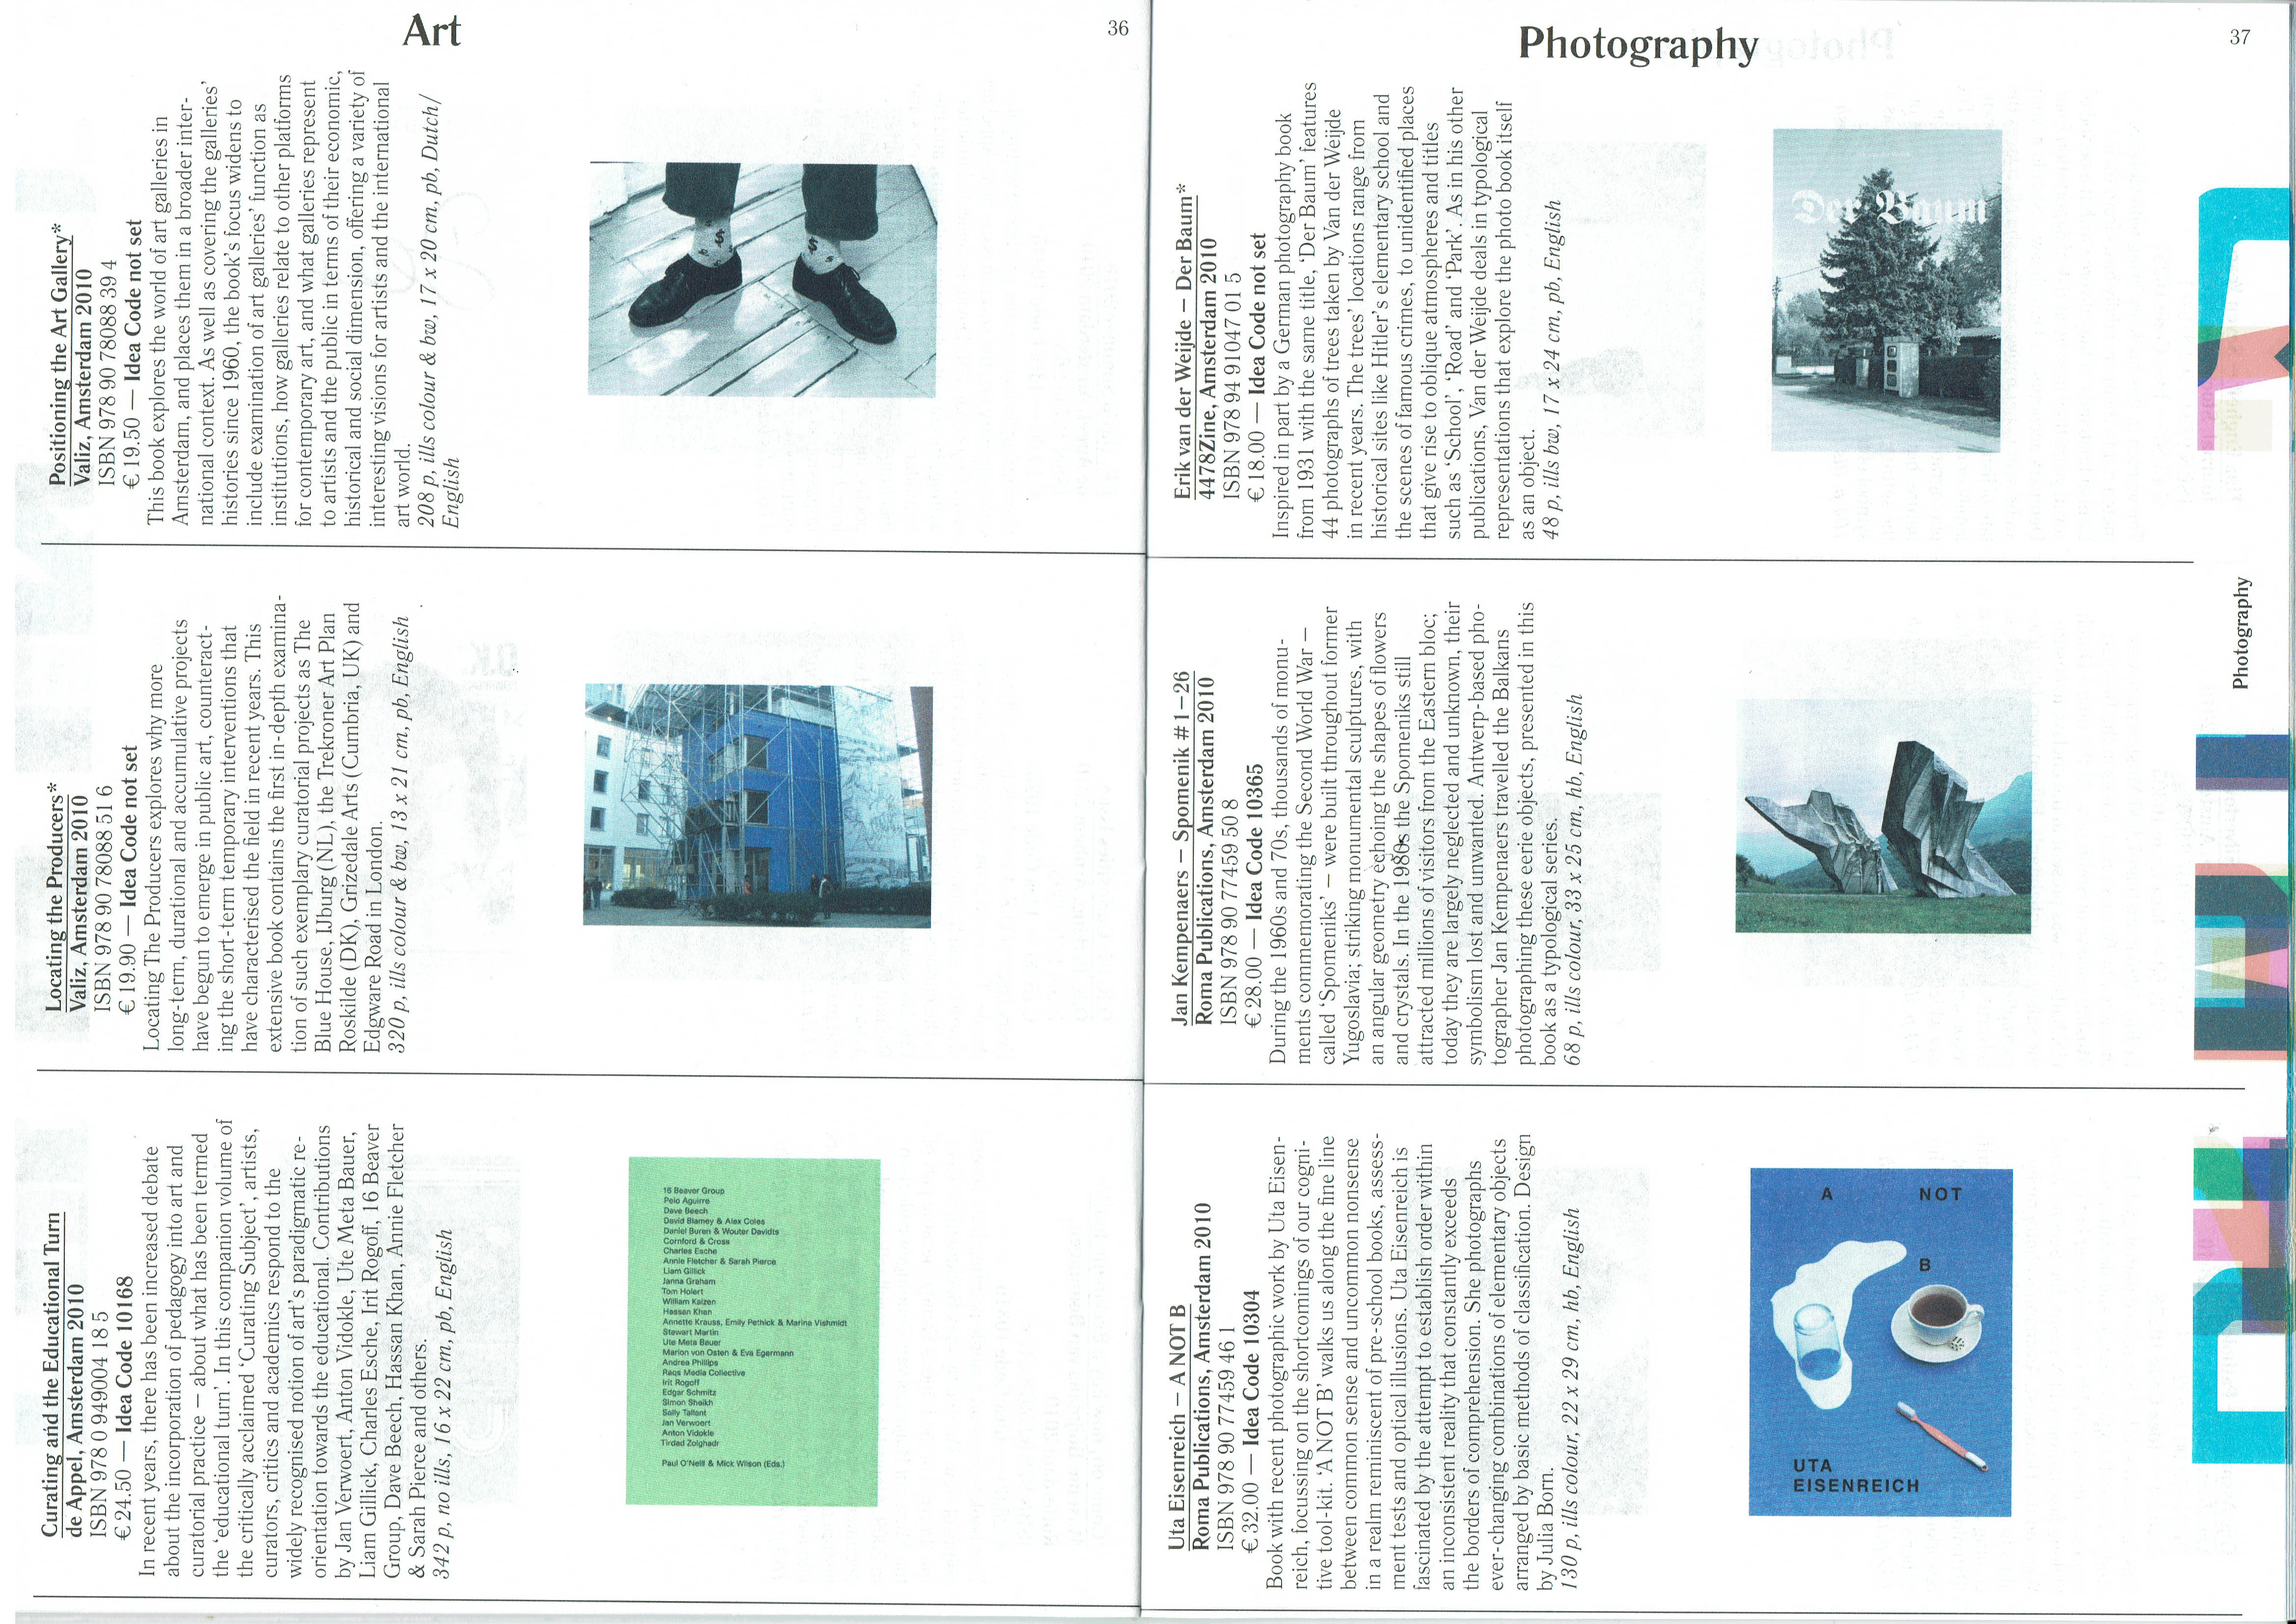 Art
36
Positioning the Art Gallery*
Valiz, Amsterdam 2010
ISBN 978 90 78088 39 4
€ 19.50 — Idea Code not set
This book explores the world of art galleries in
Amsterdam, and places them in a broader inter-
national context. As well as covering the galleries’
histories since 1960, the book’s focus widens to
include examination of art galleries’ function as
institutions, how galleries relate to other platforms
for contemporary art, and what galleries represent
to artists and the public in terms of their economic,
historical and social dimension, offering a variety of
interesting visions for artists and the international
art world.
208 p, ills colour & bw, 17 x 20 cm, pb, Dutch/
English
Locating the Producers*
Valiz, Amsterdam 2010
ISBN 978 90 78088 51 6
€ 19.90 — Idea Code not set
Locating The Producers explores why more
long-term, durational and accumulative projects
have begun to emerge in public art, counteract-
ing the short-term temporary interventions that
have characterised the field in recent years. This
extensive book contains the first in-depth examina-
tion of such exemplary curatorial projects as The
Blue House, IJburg (NL), the Trekroner Art Plan
Roskilde (DK), Grizedale Arts (Cumbria, UK) and
Edgware Road in London.
320 p, ills colour & bw, 13 x 21 cm, pb, English
Curating and the Educational Turn
de Appel, Amsterdam 2010
ISBN 978 0 949004 18 5
€ 24.50 — Idea Code 10168
In recent years, there has been increased debate
about the incorporation of pedagogy into art and
curatorial practice — about what has been termed
the ‘educational turn’. In this companion volume of
the critically acclaimed ‘Curating Subject’, artists,
curators, critics and academics respond to the
widely recognised notion of art’s paradigmatic re-
orientation towards the educational. Contributions
by Jan Verwoert, Anton Vidokle, Ute Meta Bauer,
Liam Gillick, Charles Esche, Irit Rogoff, 16 Beaver
Group, Dave Beech, Hassan Khan, Annie Fletcher
& Sarah Pierce and others.
342 p, no ills, 16 x 22 cm, pb, English
16 Beaver Group
Peio Aguirre
Dave Beech
David Blamey & Alex Coles
Daniel Buren & Wouter Davidts
Cornford & Cross
Charles Esche
Annie Fletcher & Sarah Pierce
Liam Gillick
Janna Graham
Tom Holert
William Kaizen
Hassan Khan
Annette Krauss, Emily Pethick & Marina Vishmidt
Stewart Martin
Ute Meta Bauer
Marion von Osten & Eva Egermann
Andrea Phillips
Raqs Media Collective
Irit Rogoff
Edgar Schmitz
Simon Sheikh
Sally Tallant
Jan Verwoert
Anton Vidokle
Tirdad Zolghadr
Paul O’Neill & Mick Wilson (Eds.)
Photography
37
Erik van der Weijde – Der Baum*
4478Zine, Amsterdam 2010
ISBN 978 94 91047 01 5
€ 18.00 — Idea Code not set
Inspired in part by a German photography book
from 1931 with the same title, ‘Der Baum’ features
44 photographs of trees taken by Van der Weijde
in recent years. The trees’ locations range from
historical sites like Hitler’s elementary school and
the scenes of famous crimes, to unidentified places
that give rise to oblique atmospheres and titles
such as ‘School’, ‘Road’ and ‘Park’. As in his other
publications, Van der Weijde deals in typological
representations that explore the photo book itself
as an object.
48 p, ills bw, 17 x 24 cm, pb, English
Der Baum
Jan Kempenaers – Spomenik #1–26
Roma Publications, Amsterdam 2010
ISBN 978 90 77459 50 8
€ 28.00 — Idea Code 10365
During the 1960s and 70s, thousands of monu-
ments commemorating the Second World War –
called ‘Spomeniks’ – were built throughout former
Yugoslavia; striking monumental sculptures, with
an angular geometry echoing the shapes of flowers
and crystals. In the 1980s the Spomeniks still
attracted millions of visitors from the Eastern bloc;
today they are largely neglected and unknown, their
symbolism lost and unwanted. Antwerp-based pho-
tographer Jan Kempenaers travelled the Balkans
photographing these eerie objects, presented in this
book as a typological series.
68 p, ills colour, 33 x 25 cm, hb, English
Uta Eisenreich – A NOT B
Roma Publications, Amsterdam 2010
ISBN 978 90 77459 46 1
€ 32.00 — Idea Code 10304
Book with recent photographic work by Uta Eisen-
reich, focussing on the shortcomings of our cogni-
tive tool-kit. ‘A NOT B’ walks us along the fine line
between common sense and uncommon nonsense
in a realm reminiscent of pre-school books, assess-
ment tests and optical illusions. Uta Eisenreich is
fascinated by the attempt to establish order within
an inconsistent reality that constantly exceeds
the borders of comprehension. She photographs
ever-changing combinations of elementary objects
arranged by basic methods of classification. Design
by Julia Born.
130 p, ills colour, 22 x 29 cm, hb, English
A NOT
B
UTA
EISENREICH
Photography